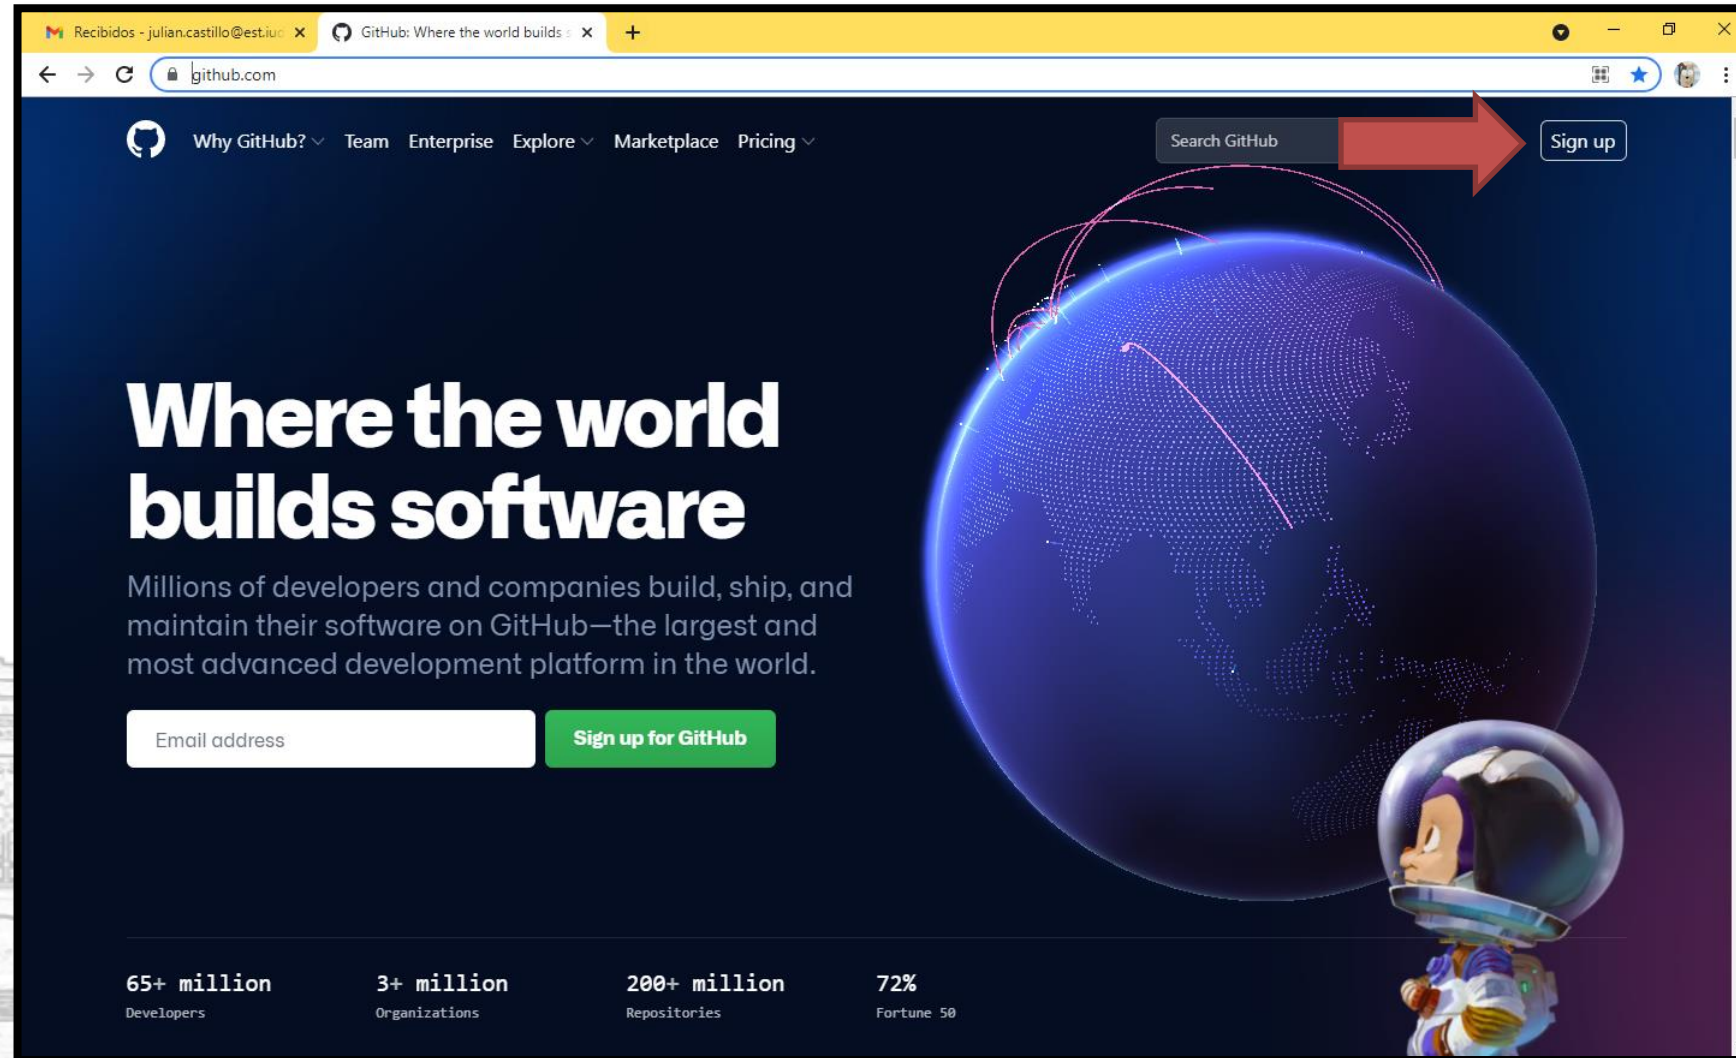 Recibidos - julian.castillo@est.iud
GitHub: Where the world builds s
github.com
Why GitHub? Team Enterprise Explore Marketplace Pricing
Search GitHub
Sign up
Where the world
builds software
Millions of developers and companies build, ship, and
maintain their software on GitHub—the largest and
most advanced development platform in the world.
Email address
Sign up for GitHub
65+ million 3+ million 200+ million 72%
Developers Organizations Repositories Fortune 50